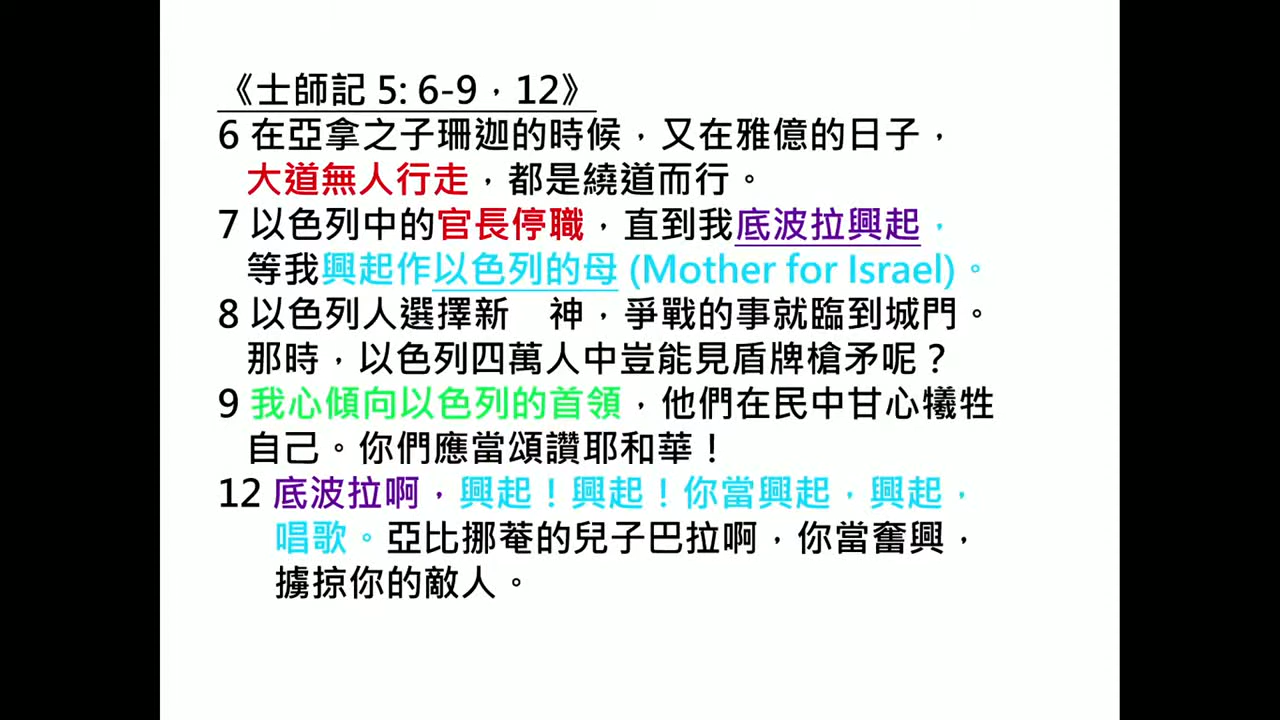 《士師記 5: 6-9，12》
6 在亞拿之子珊迦的時候，又在雅億的日子，
大道無人行走，都是繞道而行。
7 以色列中的官長停職，直到我底波拉興起，
等我興起作以色列的母 (Mother for Israel)。
8 以色列人選擇新　神，爭戰的事就臨到城門。
那時，以色列四萬人中豈能見盾牌槍矛呢？
9 我心傾向以色列的首領，他們在民中甘心犧牲
自己。你們應當頌讚耶和華！
12 底波拉啊，興起！興起！你當興起，興起，
唱歌。亞比挪菴的兒子巴拉啊，你當奮興，
擄掠你的敵人。